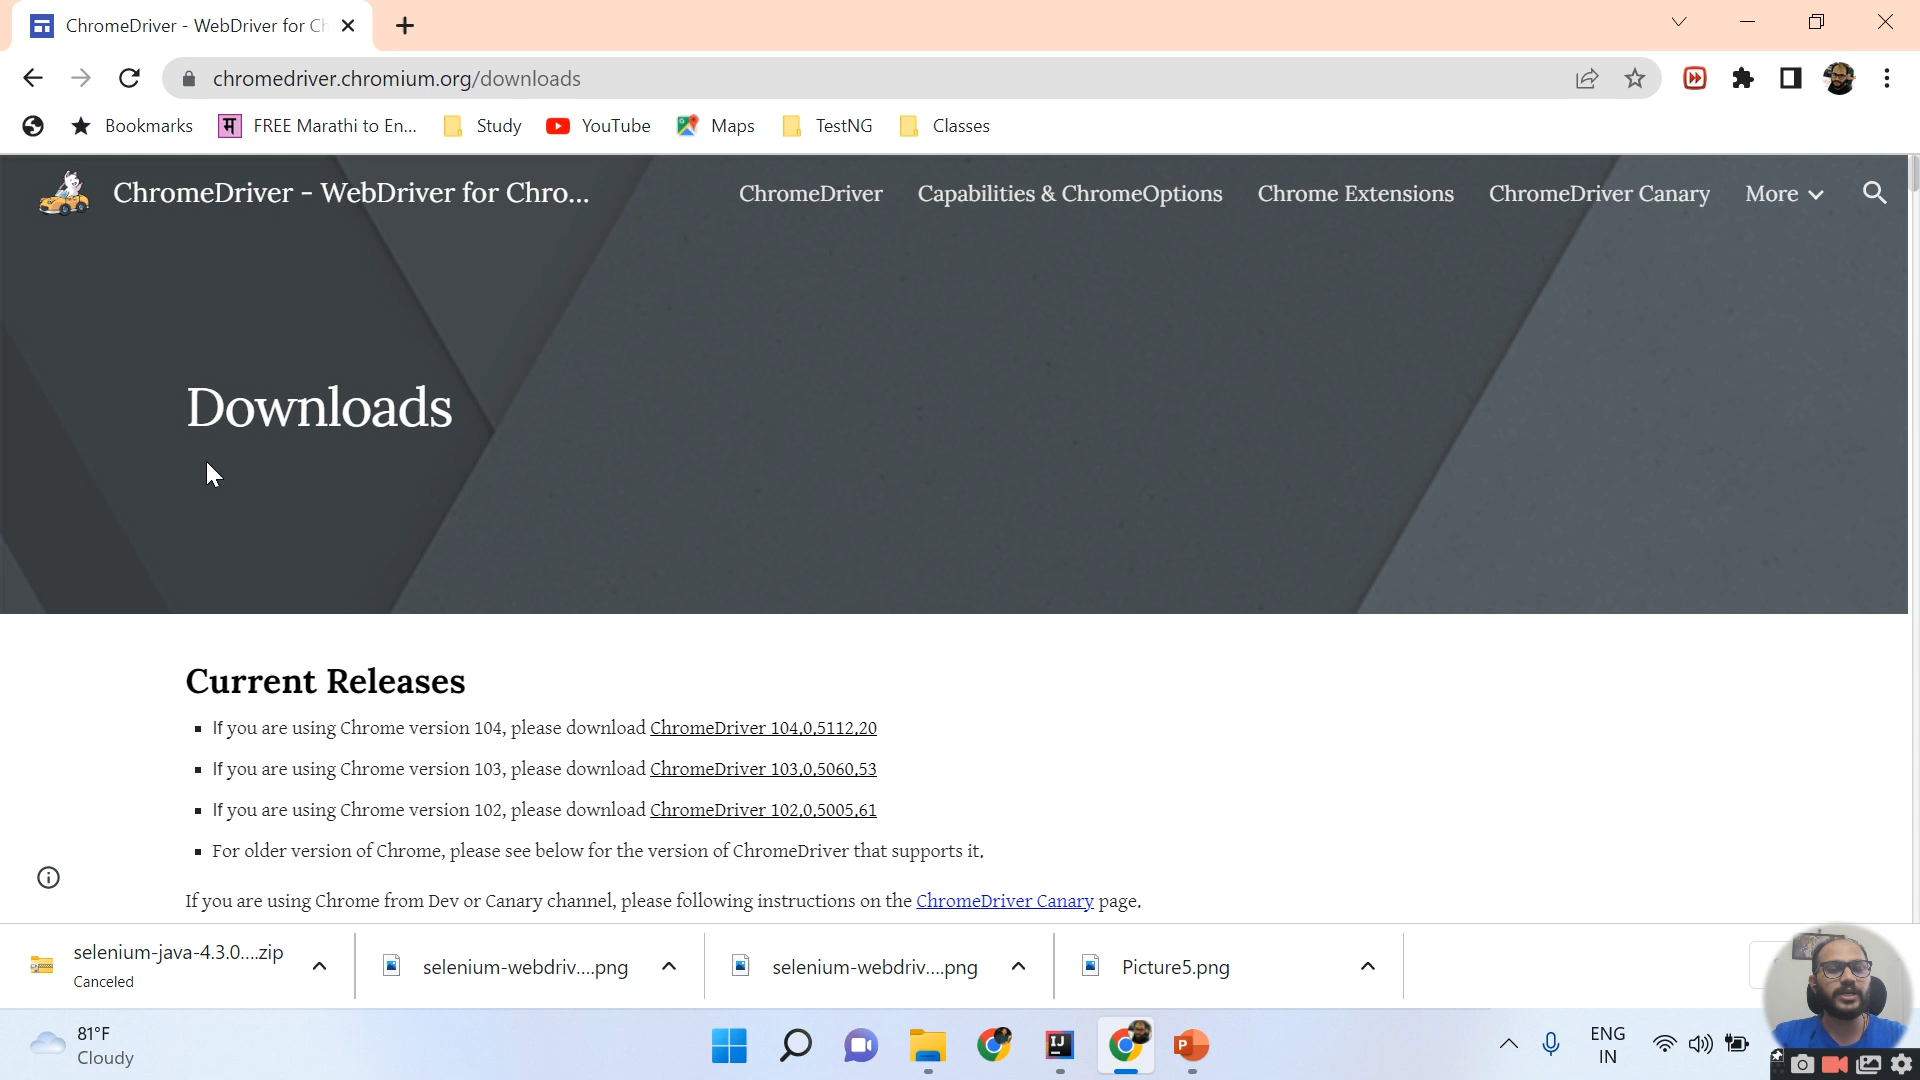 ChromeDriver - WebDriver for Ch
chromedriver.chromium.org/downloads
Bookmarks
म FREE Marathi to En...
Study
YouTube
Maps
TestNG
Classes
ChromeDriver - WebDriver for Chro...
ChromeDriver
Capabilities & ChromeOptions
Chrome Extensions
ChromeDriver Canary
More
Downloads
Current Releases
If you are using Chrome version 104, please download ChromeDriver 104.0.5112.20
If you are using Chrome version 103, please download ChromeDriver 103.0.5060.53
If you are using Chrome version 102, please download ChromeDriver 102.0.5005.61
For older version of Chrome, please see below for the version of ChromeDriver that supports it.
If you are using Chrome from Dev or Canary channel, please following instructions on the ChromeDriver Canary page.
selenium-java-4.3.0....zip
Canceled
selenium-webdriv....png
selenium-webdriv....png
Picture5.png
81°F
Cloudy
IJ
P
ENG
IN